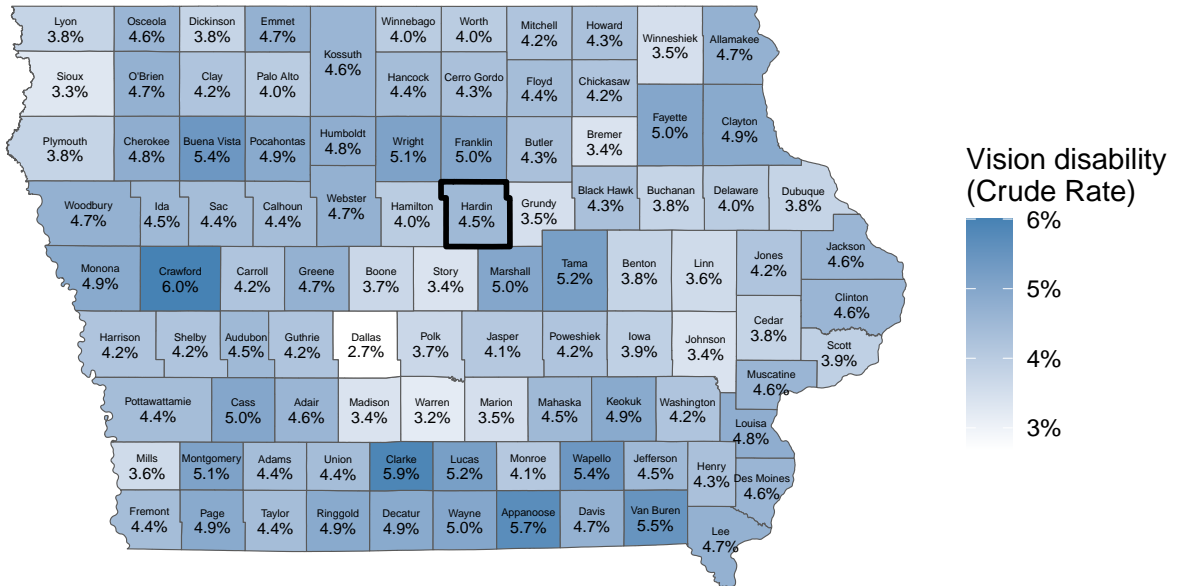 Lyon
3.8%
Osceola
4.6%
Dickinson
3.8%
Emmet
4.7%
Winnebago
4.0%
Worth
4.0%
Mitchell
4.2%
Howard
4.3%
Winneshiek
3.5%
Allamakee
4.7%
Kossuth
4.6%
Sioux
3.3%
O'Brien
4.7%
Clay
4.2%
Palo Alto
4.0%
Hancock
4.4%
Cerro Gordo
4.3%
Floyd
4.4%
Chickasaw
4.2%
Fayette
5.0%
Clayton
4.9%
Plymouth
3.8%
Cherokee
4.8%
Buena Vista
5.4%
Pocahontas
4.9%
Humboldt
4.8%
Wright
5.1%
Franklin
5.0%
Butler
4.3%
Bremer
3.4%
Woodbury
4.7%
Ida
4.5%
Sac
4.4%
Calhoun
4.4%
Webster
4.7%
Hamilton
4.0%
Hardin
4.5%
Grundy
3.5%
Black Hawk
4.3%
Buchanan
3.8%
Delaware
4.0%
Dubuque
3.8%
Monona
4.9%
Crawford
6.0%
Carroll
4.2%
Greene
4.7%
Boone
3.7%
Story
3.4%
Marshall
5.0%
Tama
5.2%
Benton
3.8%
Linn
3.6%
Jones
4.2%
Jackson
4.6%
Clinton
4.6%
Harrison
4.2%
Shelby
4.2%
Audubon
4.5%
Guthrie
4.2%
Dallas
2.7%
Polk
3.7%
Jasper
4.1%
Poweshiek
4.2%
Iowa
3.9%
Johnson
3.4%
Cedar
3.8%
Scott
3.9%
Muscatine
4.6%
Pottawattamie
4.4%
Cass
5.0%
Adair
4.6%
Madison
3.4%
Warren
3.2%
Marion
3.5%
Mahaska
4.5%
Keokuk
4.9%
Washington
4.2%
Louisa
4.8%
Mills
3.6%
Montgomery
5.1%
Adams
4.4%
Union
4.4%
Clarke
5.9%
Lucas
5.2%
Monroe
4.1%
Wapello
5.4%
Jefferson
4.5%
Henry
4.3%
Des Moines
4.6%
Fremont
4.4%
Page
4.9%
Taylor
4.4%
Ringgold
4.9%
Decatur
4.9%
Wayne
5.0%
Appanoose
5.7%
Davis
4.7%
Van Buren
5.5%
Lee
4.7%
Vision disability
(Crude Rate)
6%
5%
4%
3%